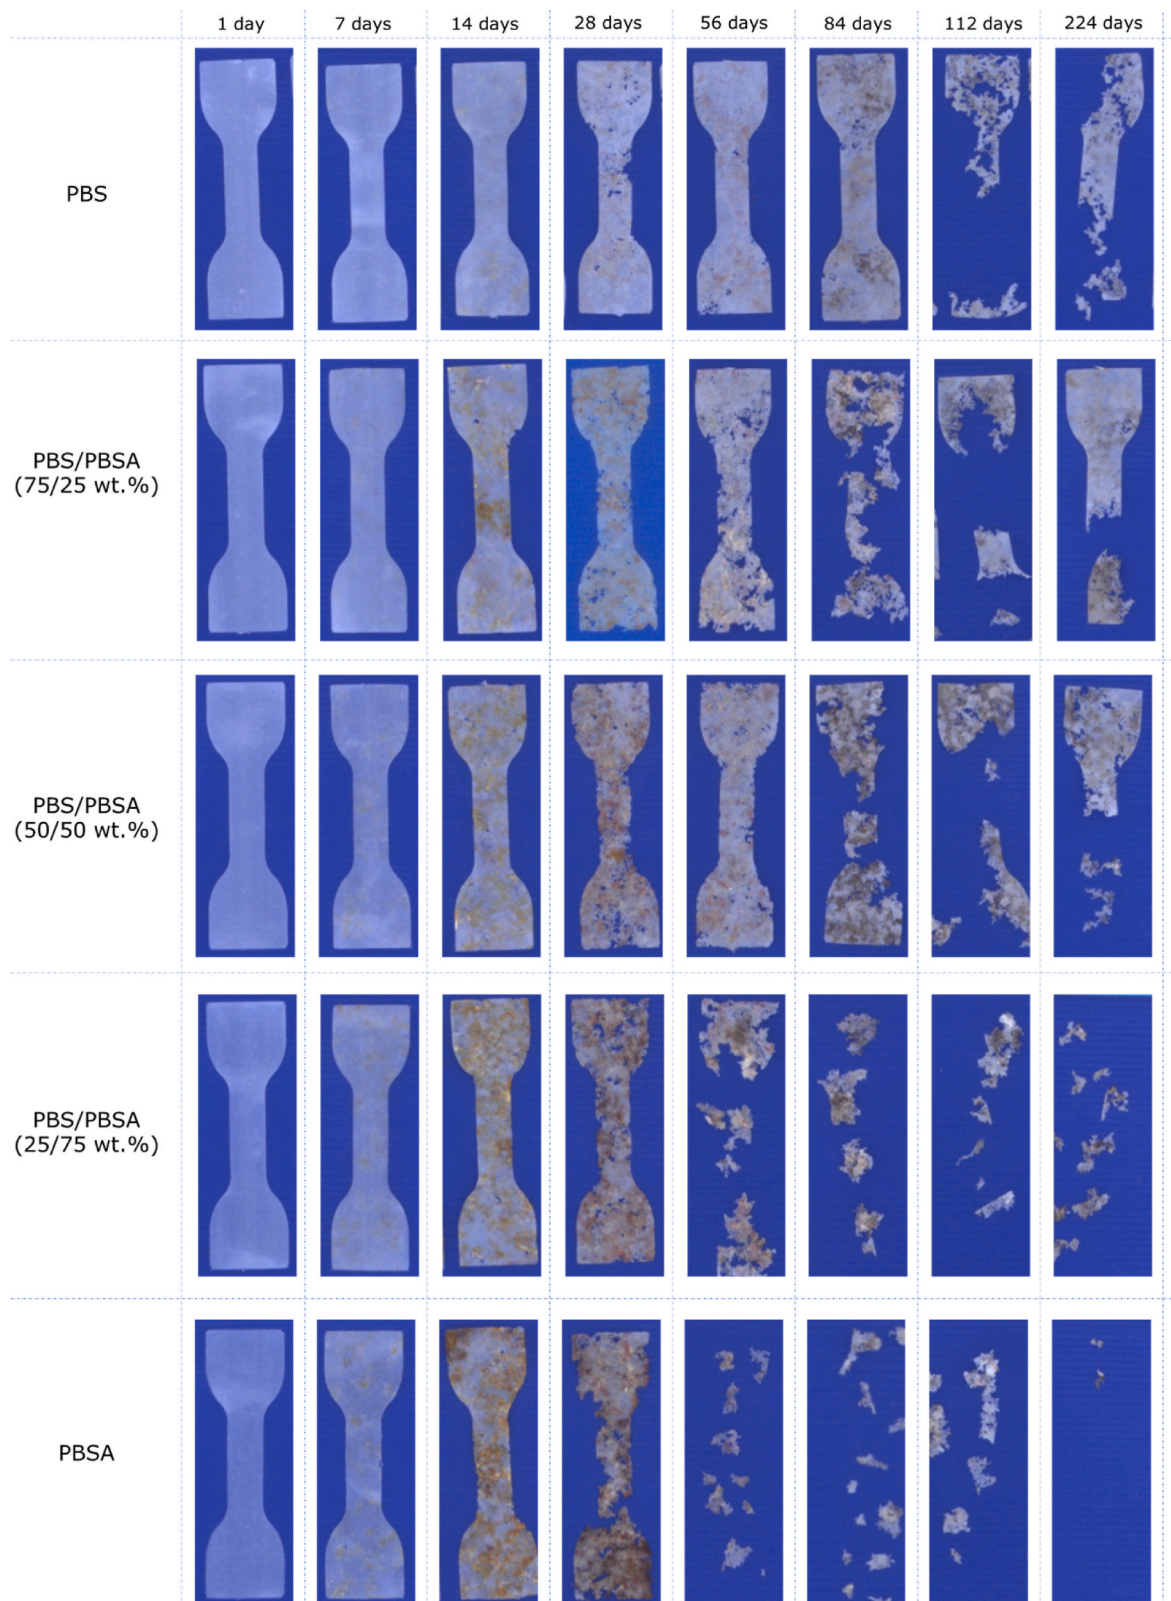 1 day 7 days 14 days 28 days 56 days 84 days 112 days 224 days
PBS
PBS/PBSA
(75/25 wt.%)
PBS/PBSA
(50/50 wt.%)
PBS/PBSA
(25/75 wt.%)
PBSA